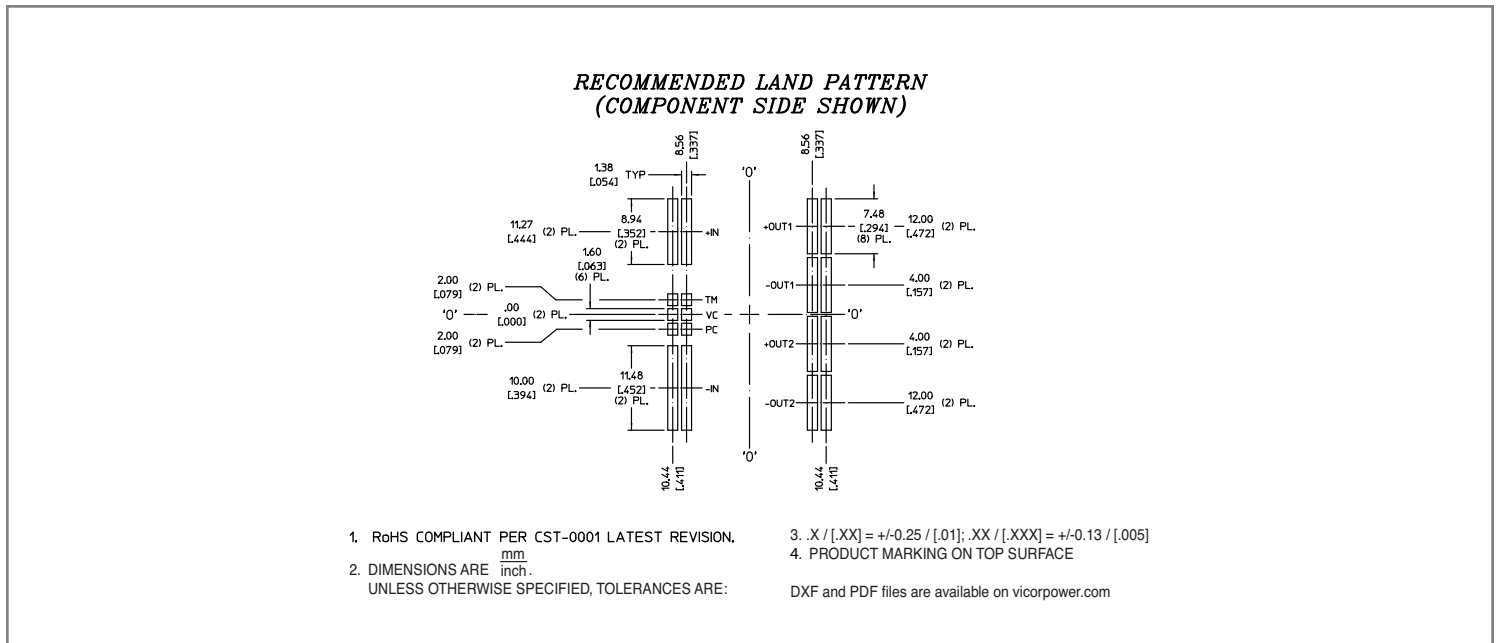 RECOMMENDED LAND PATTERN
(COMPONENT SIDE SHOWN)
8.56
[.337]
8.56
[.337]
1.38
[.054]
TYP
'0'
11.27
[.444]
(2) PL.
8.94
[.352]
(2) PL.
+IN
+OUT1
7.48
[.294]
(8) PL.
12.00
[.472]
(2) PL.
1.60
[.063]
(6) PL.
2.00
[.079]
(2) PL.
TM
-OUT1
4.00
[.157]
(2) PL.
'0'
.00
[.000]
(2) PL.
VC
'0'
2.00
[.079]
(2) PL.
PC
+OUT2
4.00
[.157]
(2) PL.
10.00
[.394]
(2) PL.
11.48
[.452]
(2) PL.
-IN
-OUT2
12.00
[.472]
(2) PL.
'0'
10.44
[.411]
10.44
[.411]
1. RoHS COMPLIANT PER CST-0001 LATEST REVISION.
2. DIMENSIONS ARE mm
inch.
UNLESS OTHERWISE SPECIFIED, TOLERANCES ARE:
3. .X / [.XX] = +/-0.25 / [.01]; .XX / [.XXX] = +/-0.13 / [.005]
4. PRODUCT MARKING ON TOP SURFACE
DXF and PDF files are available on vicorpower.com